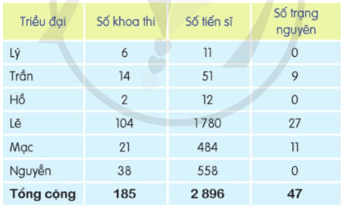 Triều đại Số khoa thi Số tiến sĩ Số trạng nguyên
Lý 6 11 0
Trần 14 51 9
Hồ 2 12 0
Lê 104 1 780 27
Mạc 21 484 11
Nguyễn 38 558 0
Tổng cộng 185 2 896 47